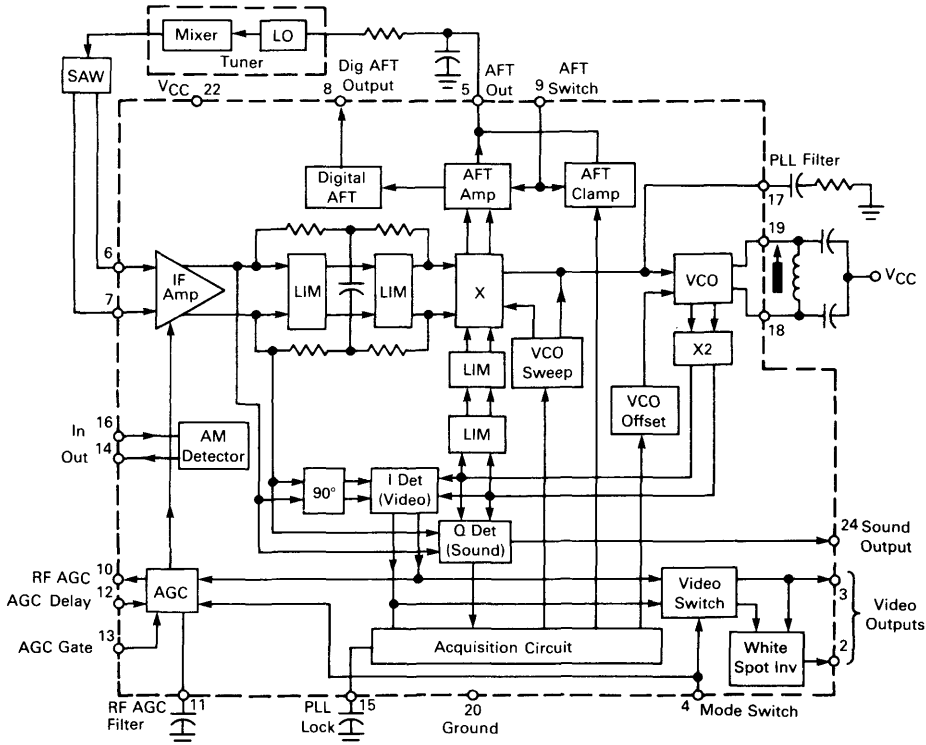 Mixer
LO
Tuner
SAW
VCC 22
Dig AFT
Output
8
5
AFT
Out
9
AFT
Switch
Digital
AFT
AFT
Amp
AFT
Clamp
PLL Filter
17
6
7
IF
Amp
LIM
LIM
X
VCO
19
18
VCC
LIM
VCO
Sweep
X2
LIM
VCO
Offset
In 16
Out 14
AM
Detector
90°
I Det
(Video)
Q Det
(Sound)
24 Sound
Output
RF AGC 10
AGC Delay 12
AGC
AGC Gate 13
Video
Switch
3
Video
Outputs
2
White
Spot Inv
Acquisition Circuit
RF AGC
Filter
11
PLL
Lock
15
20
Ground
4
Mode Switch